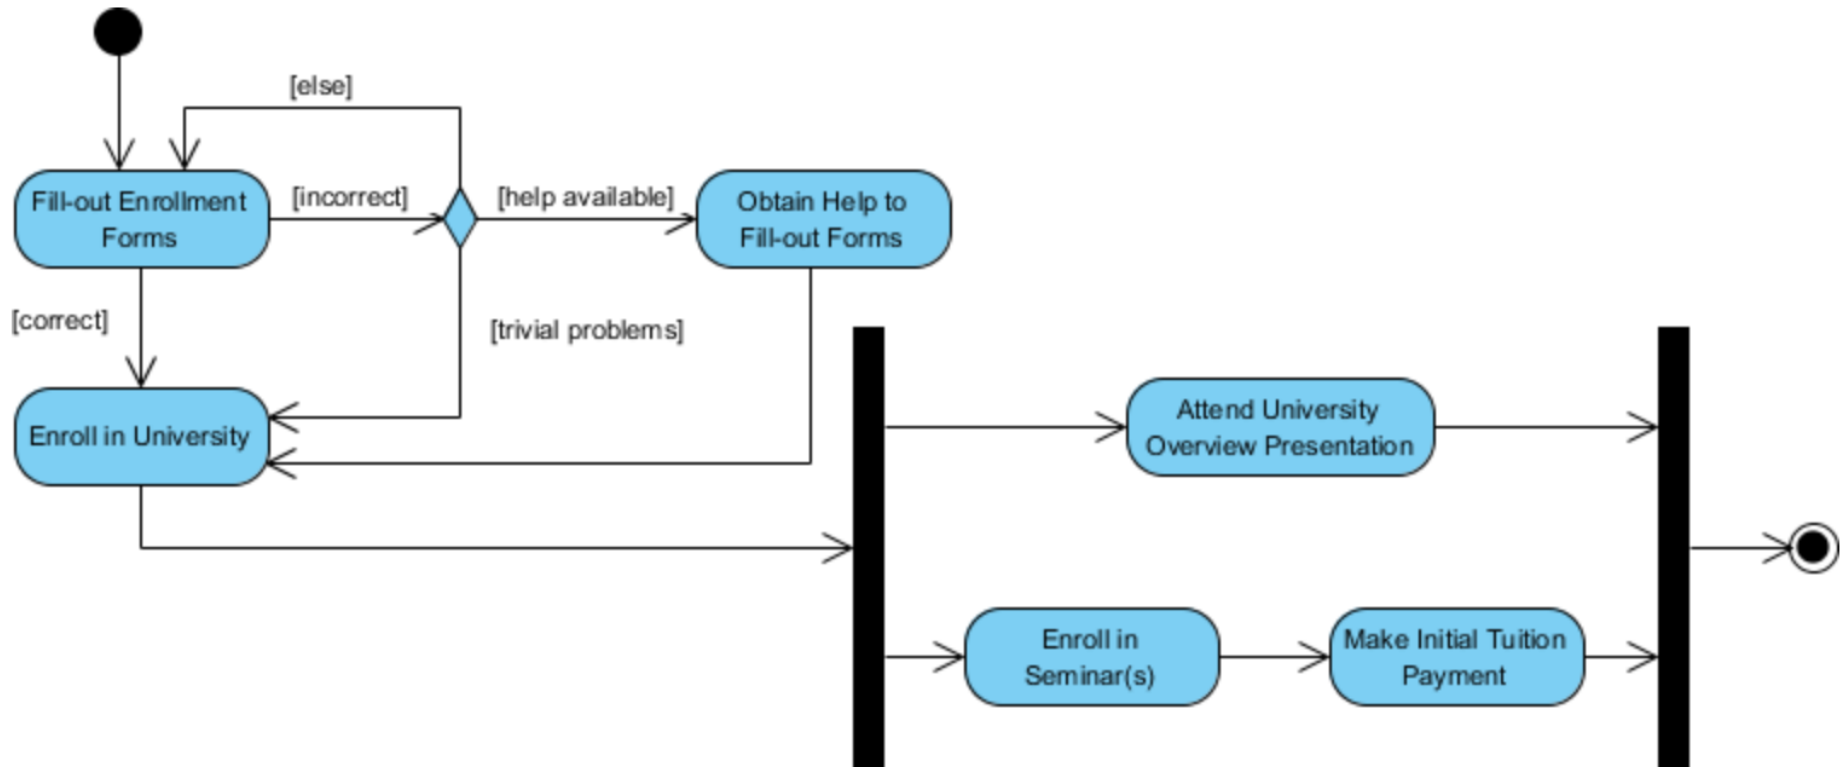 [else]
Fill-out Enrollment
Forms
[incorrect]
[help available]
Obtain Help to
Fill-out Forms
[correct]
[trivial problems]
Enroll in University
Attend University
Overview Presentation
Enroll in
Seminar(s)
Make Initial Tuition
Payment